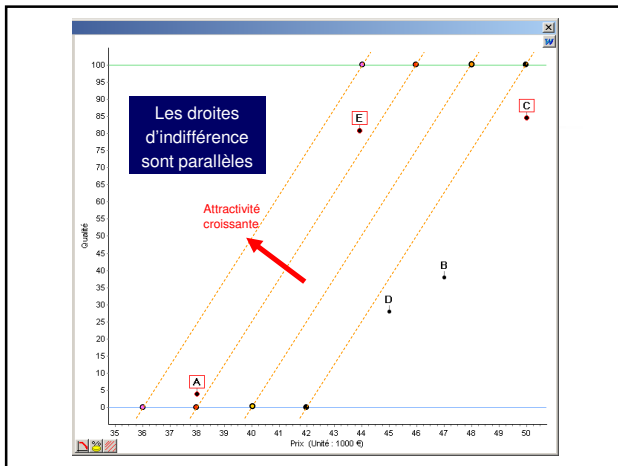 100
95
90
85
80
75
70
65
60
55
50
45
40
35
30
25
20
15
10
5
0
Qualité
Les droites
d'indifférence
sont parallèles
E
C
Attractivité
croissante
B
D
A
35 36 37 38 39 40 41 42 43 44 45 46 47 48 49 50
Prix (Unité : 1000 €)
W